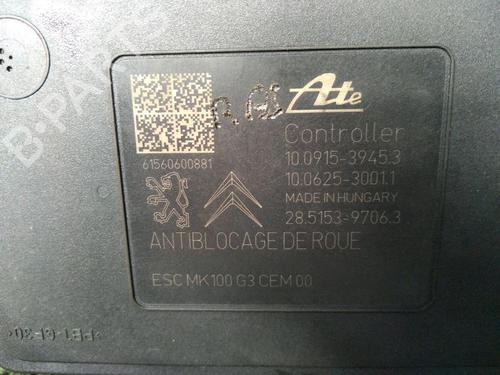 Ate
Controller
10.0915-3945.3
10.0625-3001.1
MADE IN HUNGARY
28.5153-9706.3
61560600881
ANTIBLOCAGE DE ROUE
ESC MK100 G3 CEM 00
B-PARTS